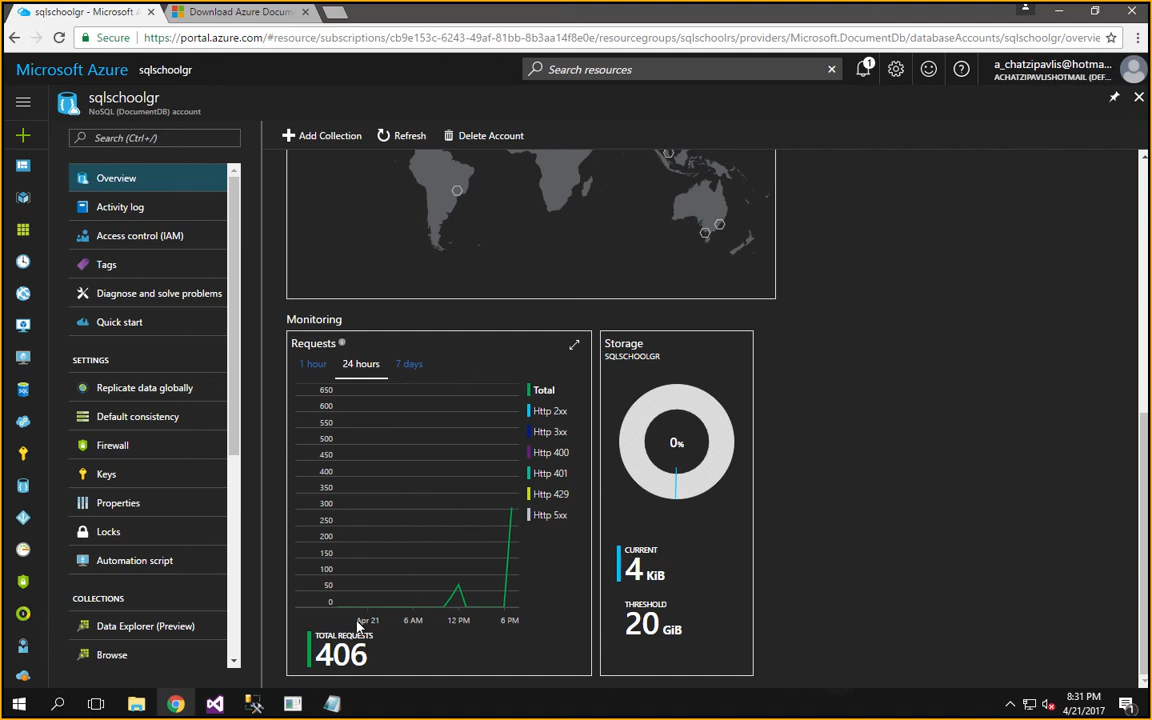 sqlschoolgr - Microsoft A
Download Azure Docum
Secure
https://portal.azure.com/#resource/subscriptions/cb9e153c-6243-49af-81bb-8b3aa14f8e0e/resourcegroups/sqlschoolrs/providers/Microsoft.DocumentDb/databaseAccounts/sqlschoolgr/overvie
Microsoft Azure
sqlschoolgr
Search resources
1
a_chatzipavlis@hotma...
ACHATZIPAVLISHOTMAIL (DEF...
sqlschoolgr
NoSQL (DocumentDB) account
Search (Ctrl+/)
Add Collection
Refresh
Delete Account
Overview
Activity log
Access control (IAM)
Tags
Diagnose and solve problems
Quick start
SETTINGS
Replicate data globally
Default consistency
Firewall
Keys
Properties
Locks
Automation script
COLLECTIONS
Data Explorer (Preview)
Browse
Monitoring
Requests
1 hour
24 hours
7 days
650
600
550
500
450
400
350
300
250
200
150
100
50
0
Apr 21
6 AM
12 PM
6 PM
Total
Http 2xx
Http 3xx
Http 400
Http 401
Http 429
Http 5xx
TOTAL REQUESTS
406
Storage
SQLSCHOOLGR
0%
CURRENT
4 KiB
THRESHOLD
20 GiB
SQL
8:31 PM
4/21/2017
1